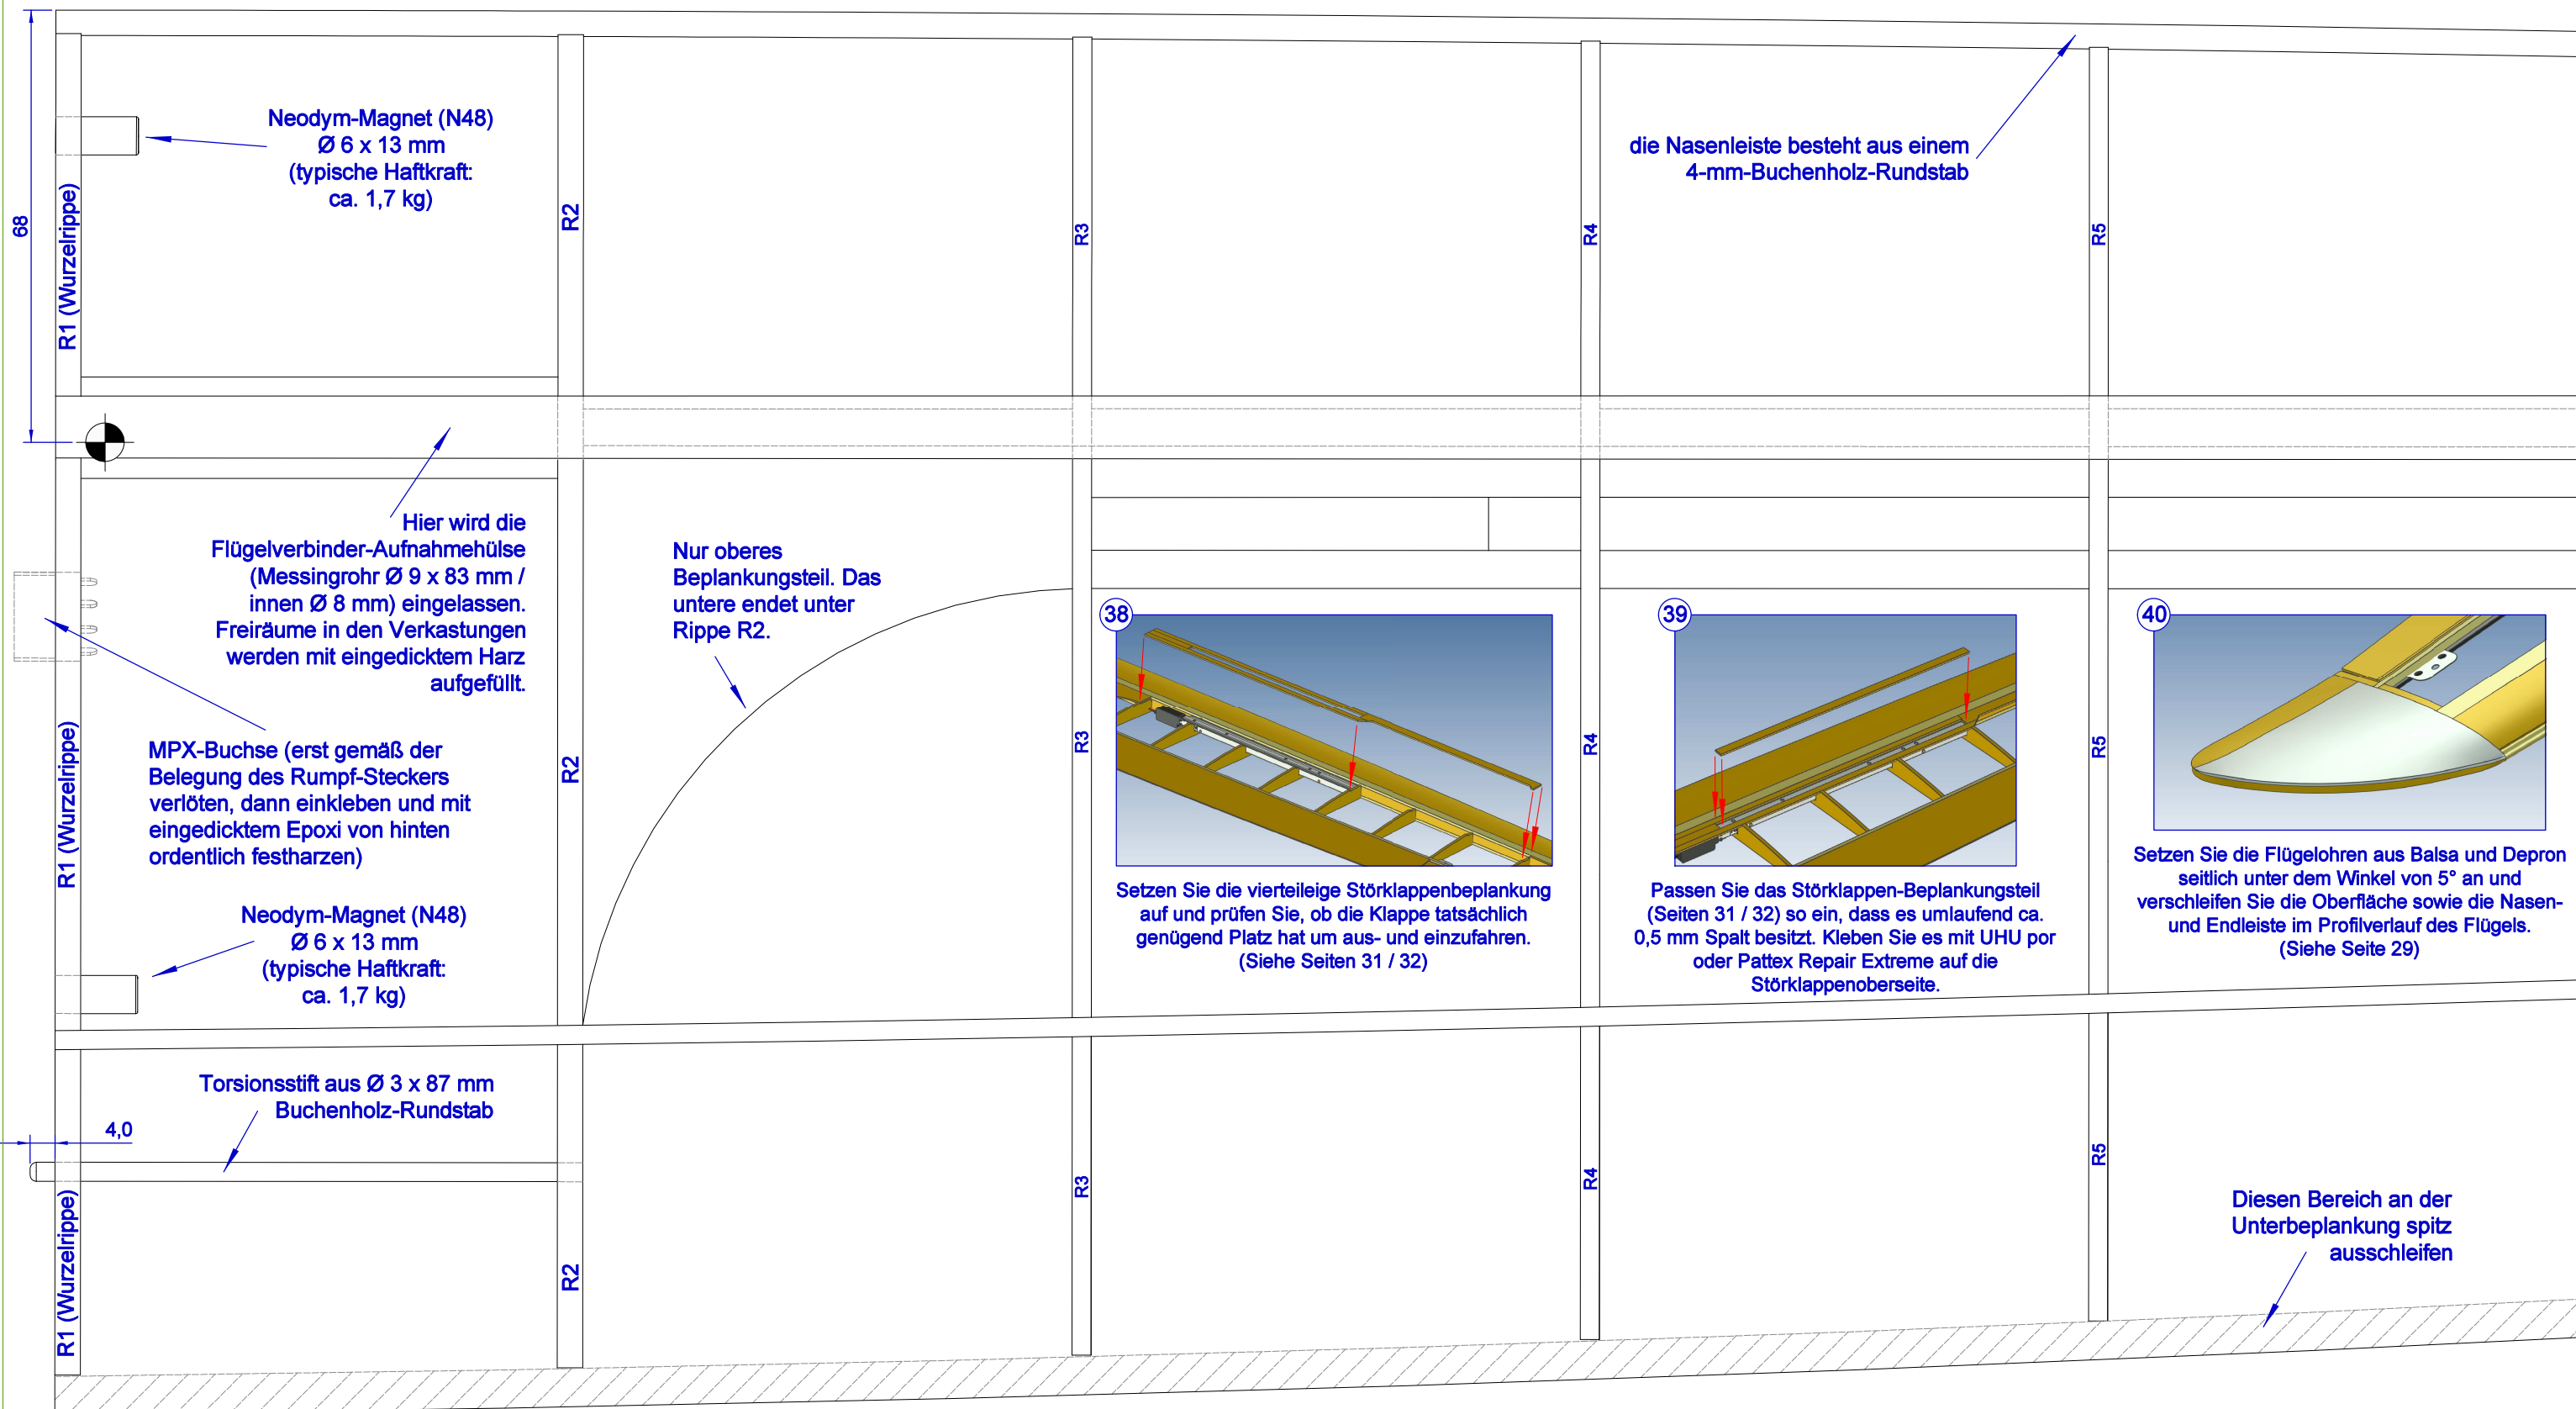 68
R1 (Wurzelrippe)
Neodym-Magnet (N48)
Ø 6 x 13 mm
(typische Haftkraft:
ca. 1,7 kg)
R2
R3
R4
die Nasenleiste besteht aus einem
4-mm-Buchenholz-Rundstab
R5
Hier wird die
Flügelverbinder-Aufnahmehülse
(Messingrohr Ø 9 x 83 mm /
innen Ø 8 mm) eingelassen.
Freiräume in den Verkastungen
werden mit eingedicktem Harz
aufgefüllt.
Nur oberes
Beplankungsteil. Das
untere endet unter
Rippe R2.
R1 (Wurzelrippe)
MPX-Buchse (erst gemäß der
Belegung des Rumpf-Steckers
verlöten, dann einkleben und mit
eingedicktem Epoxi von hinten
ordentlich festharzen)
R2
R3
R4
R5
Neodym-Magnet (N48)
Ø 6 x 13 mm
(typische Haftkraft:
ca. 1,7 kg)
38
Setzen Sie die vierteileige Störklappenbeplankung
auf und prüfen Sie, ob die Klappe tatsächlich
genügend Platz hat um aus- und einzufahren.
(Siehe Seiten 31 / 32)
39
Passen Sie das Störklappen-Beplankungsteil
(Seiten 31 / 32) so ein, dass es umlaufend ca.
0,5 mm Spalt besitzt. Kleben Sie es mit UHU por
oder Pattex Repair Extreme auf die
Störklappenoberseite.
40
Setzen Sie die Flügelohren aus Balsa und Depron
seitlich unter dem Winkel von 5° an und
verschleifen Sie die Oberfläche sowie die Nasen-
und Endleiste im Profilverlauf des Flügels.
(Siehe Seite 29)
Torsionsstift aus Ø 3 x 87 mm
Buchenholz-Rundstab
4,0
R1 (Wurzelrippe)
R2
R3
R4
R5
Diesen Bereich an der
Unterbeplankung spitz
ausschleifen